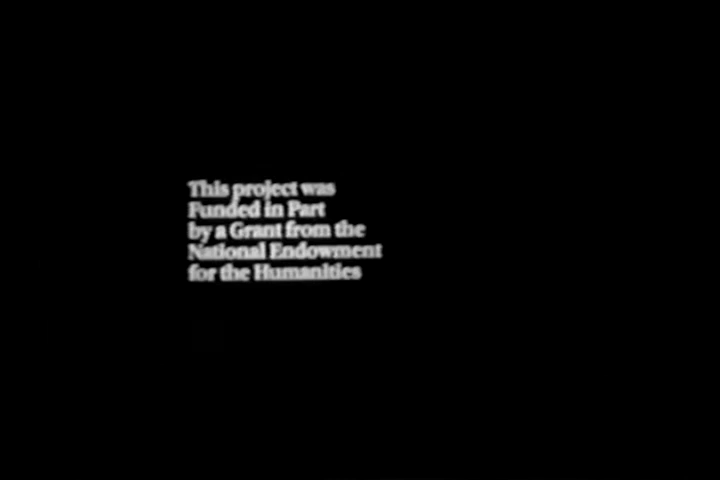 This project was
Funded in Part
by a Grant from the
National Endowment
for the Humanities